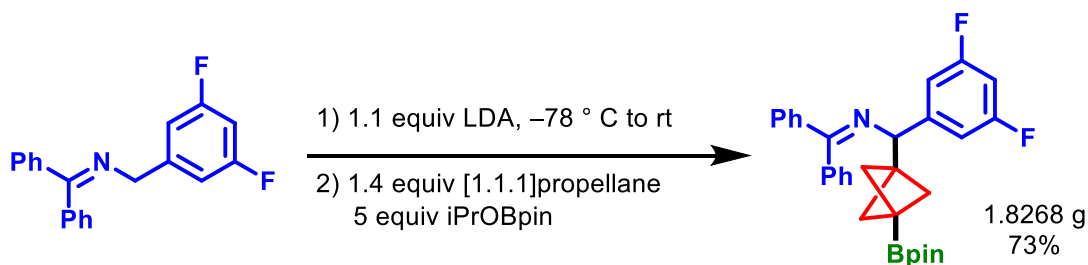 F
F
N
Ph
Ph
1) 1.1 equiv LDA, –78 ° C to rt
2) 1.4 equiv [1.1.1]propellane
5 equiv iPrOBpin
F
F
N
Ph
Ph
Bpin
1.8268 g
73%